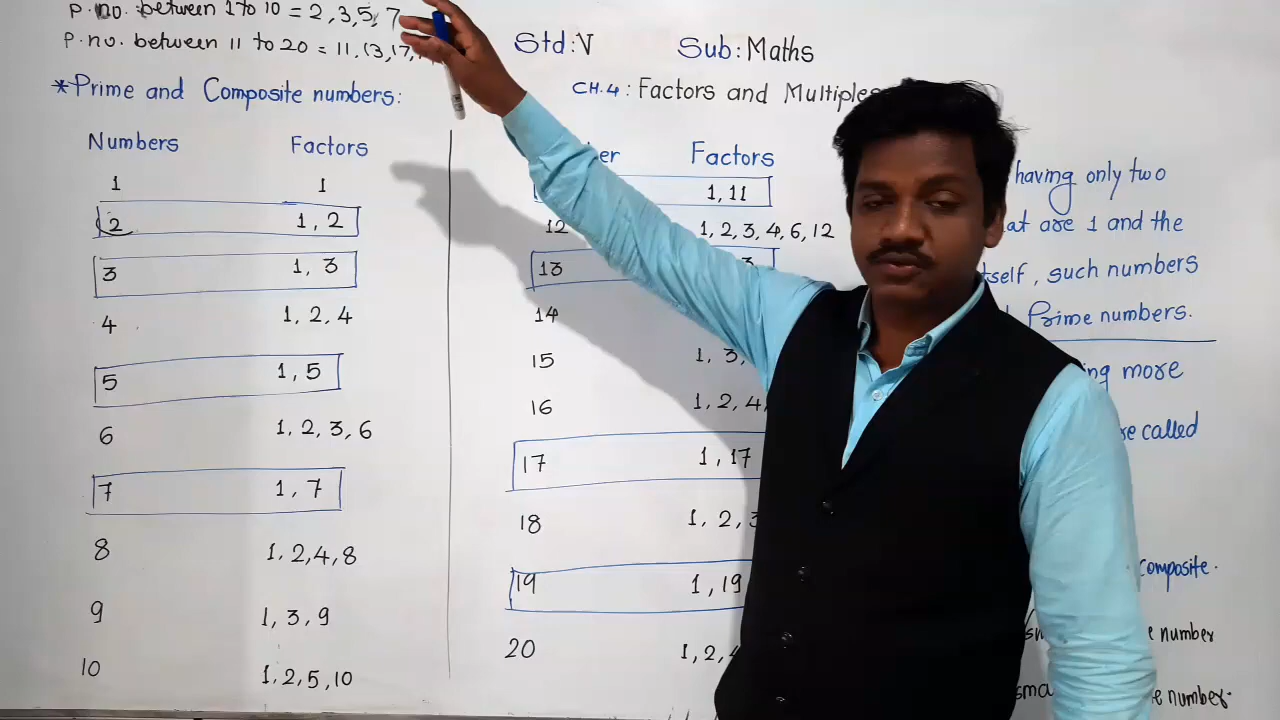 P. no. between 1 to 10 = 2, 3, 5, 7
P. no. between 11 to 20 = 11, 13, 17,
Std: V Sub: Maths
CH.4 : Factors and Multiples
*Prime and Composite numbers:
Numbers Factors
1 1
2 1, 2
3 1, 3
4 1, 2, 4
5 1, 5
6 1, 2, 3, 6
7 1, 7
8 1, 2, 4, 8
9 1, 3, 9
10 1, 2, 5, 10
Factors
1, 11
12 1, 2, 3, 4, 6, 12
13
14
15 1, 3,
16 1, 2, 4,
17 1, 17
18 1, 2, 3
19 1, 19
20 1, 2,
having only two
are 1 and the
, such numbers
Prime numbers.
more
called
composite.
number
number.